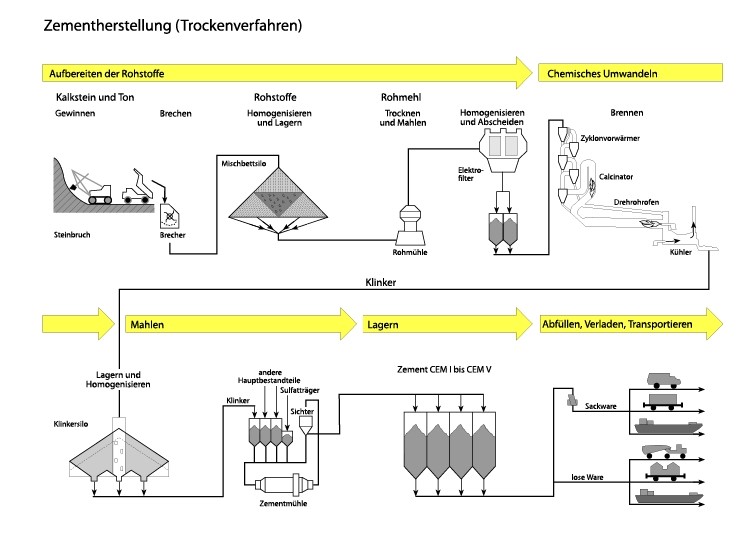 Zementherstellung (Trockenverfahren)
Aufbereiten der Rohstoffe
Chemisches Umwandeln
Kalkstein und Ton
Rohstoffe
Rohmehl
Gewinnen
Brechen
Homogenisieren
und Lagern
Trocknen
und Mahlen
Homogenisieren
und Abscheiden
Brennen
Mischbettsilo
Elektro-
filter
Zyklonvorwärmer
Calcinator
Drehrohrofen
Steinbruch
Brecher
Rohmühle
Kühler
Klinker
Mahlen
Lagern
Abfüllen, Verladen, Transportieren
Lagern und
Homogenisieren
andere
Hauptbestandteile
Sulfatträger
Klinker
Sichter
Zement CEM I bis CEM V
Sackware
Klinkersilo
lose Ware
Zementmühle